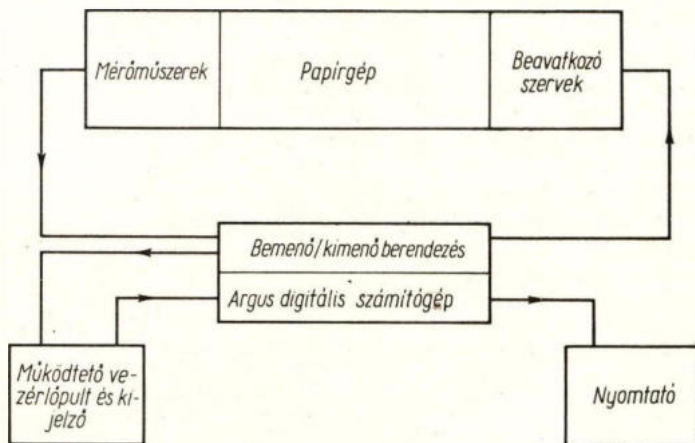 Mérőműszerek
Papírgép
Beavatkozó
szervek
Bemenő/kimenő berendezés
Argus digitális számítógép
Működtető ve-
zérlőpult és ki-
jelző
Nyomtató